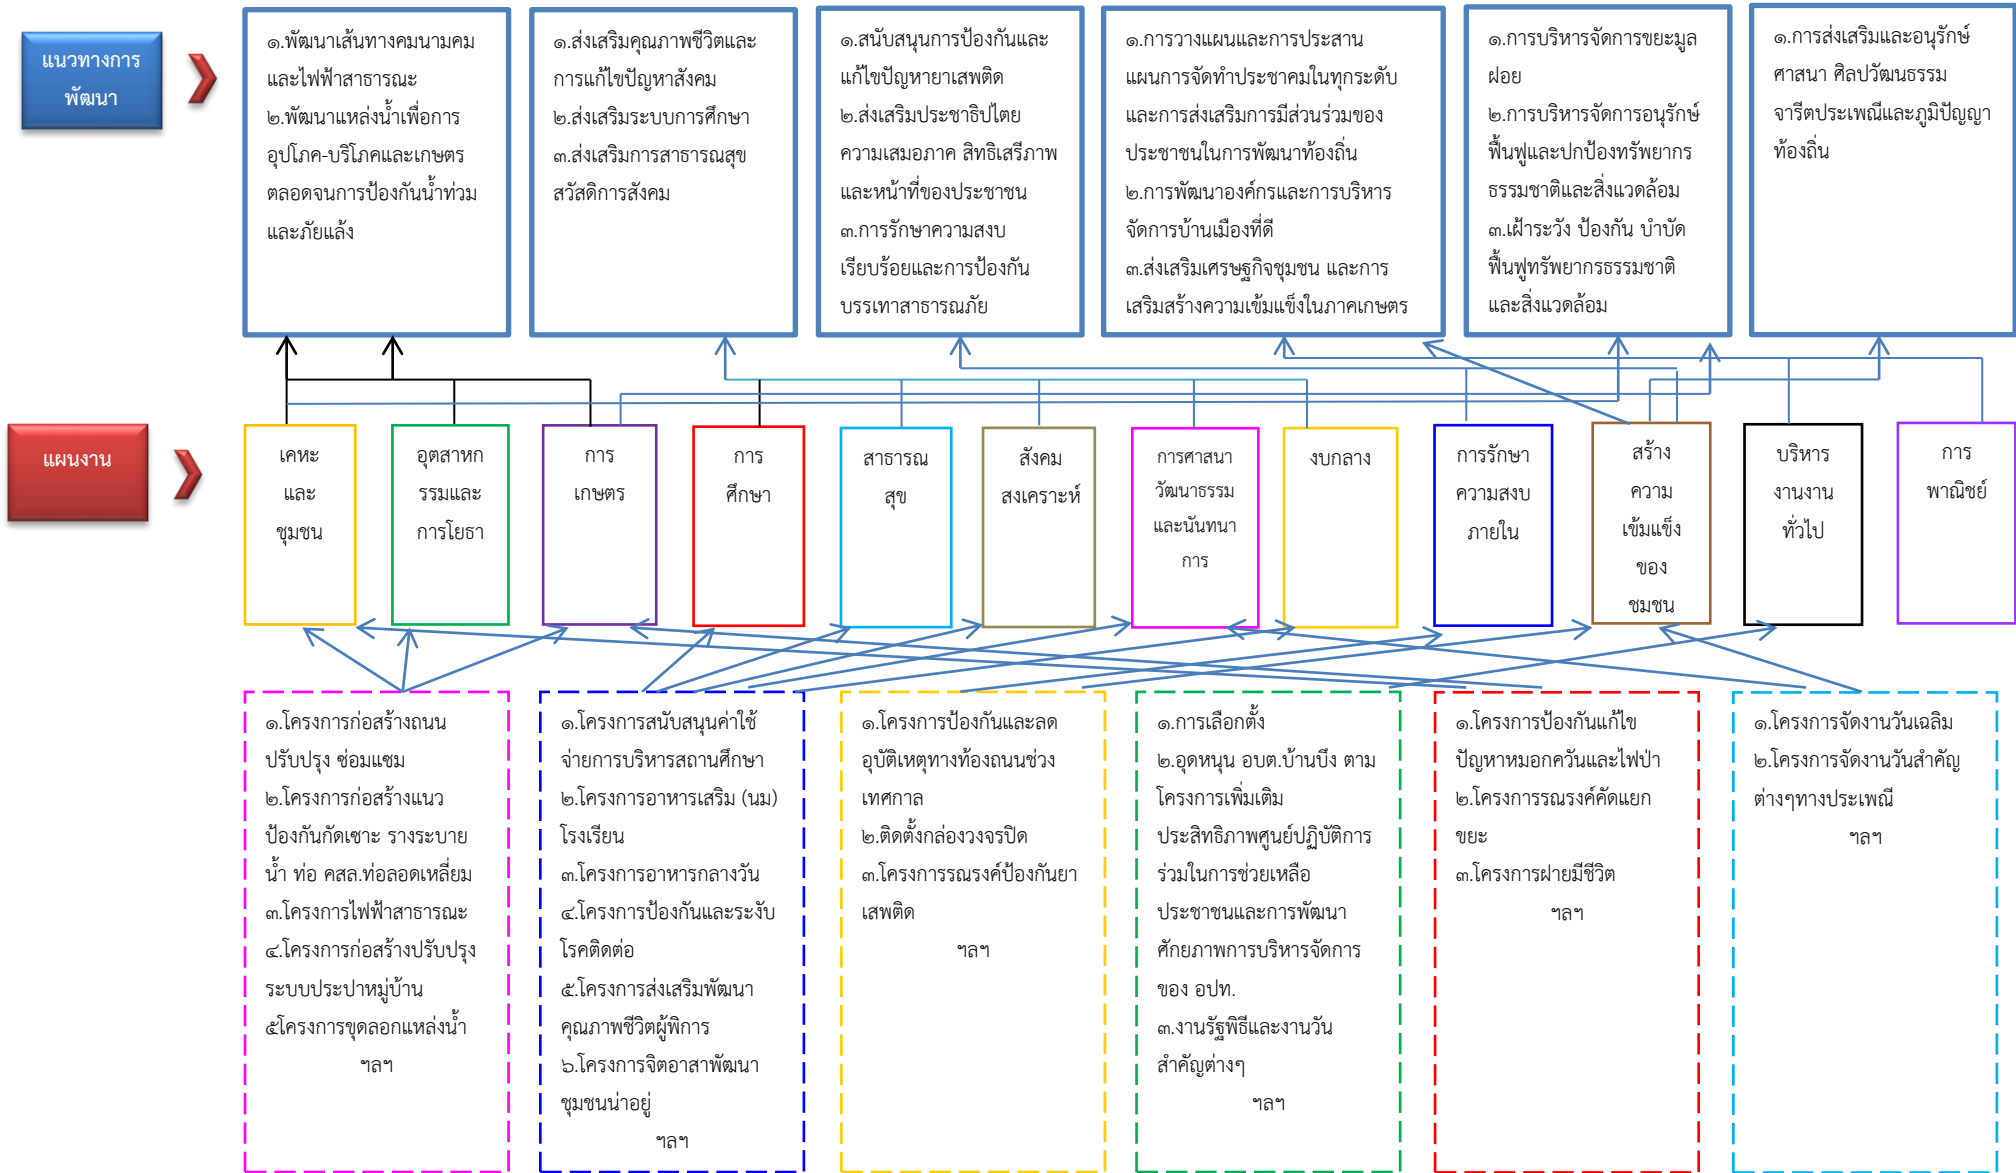 แนวทางการ
พัฒนา
๑.พัฒนาเส้นทางคมนามคม
และไฟฟ้าสาธารณะ
๒.พัฒนาแหล่งน้ำเพื่อการ
อุปโภค-บริโภคและเกษตร
ตลอดจนการป้องกันน้ำท่วม
และภัยแล้ง
๑.ส่งเสริมคุณภาพชีวิตและ
การแก้ไขปัญหาสังคม
๒.ส่งเสริมระบบการศึกษา
๓.ส่งเสริมการสาธารณสุข
สวัสดิการสังคม
๑.สนับสนุนการป้องกันและ
แก้ไขปัญหายาเสพติด
๒.ส่งเสริมประชาธิปไตย
ความเสมอภาค สิทธิเสรีภาพ
และหน้าที่ของประชาชน
๓.การรักษาความสงบ
เรียบร้อยและการป้องกัน
บรรเทาสาธารณภัย
๑.การวางแผนและการประสาน
แผนการจัดทำประชาคมในทุกระดับ
และการส่งเสริมการมีส่วนร่วมของ
ประชาชนในการพัฒนาท้องถิ่น
๒.การพัฒนาองค์กรและการบริหาร
จัดการบ้านเมืองที่ดี
๓.ส่งเสริมเศรษฐกิจชุมชน และการ
เสริมสร้างความเข้มแข็งในภาคเกษตร
๑.การบริหารจัดการขยะมูล
ฝอย
๒.การบริหารจัดการอนุรักษ์
ฟื้นฟูและปกป้องทรัพยากร
ธรรมชาติและสิ่งแวดล้อม
๓.เฝ้าระวัง ป้องกัน บำบัด
ฟื้นฟูทรัพยากรธรรมชาติ
และสิ่งแวดล้อม
๑.การส่งเสริมและอนุรักษ์
ศาสนา ศิลปวัฒนธรรม
จารีตประเพณีและภูมิปัญญา
ท้องถิ่น
แผนงาน
เคหะ
และ
ชุมชน
อุตสาหก
รรมและ
การโยธา
การ
เกษตร
การ
ศึกษา
สาธารณ
สุข
สังคม
สงเคราะห์
การศาสนา
วัฒนาธรรม
และนันทนา
การ
งบกลาง
การรักษา
ความสงบ
ภายใน
สร้าง
ความ
เข้มแข็ง
ของ
ชุมชน
บริหาร
งานงาน
ทั่วไป
การ
พาณิชย์
๑.โครงการก่อสร้างถนน
ปรับปรุง ซ่อมแซม
๒.โครงการก่อสร้างแนว
ป้องกันกัดเซาะ รางระบาย
น้ำ ท่อ คสล.ท่อลอดเหลี่ยม
๓.โครงการไฟฟ้าสาธารณะ
๔.โครงการก่อสร้างปรับปรุง
ระบบประปาหมู่บ้าน
๕โครงการขุดลอกแหล่งน้ำ
ฯลฯ
๑.โครงการสนับสนุนค่าใช้
จ่ายการบริหารสถานศึกษา
๒.โครงการอาหารเสริม (นม)
โรงเรียน
๓.โครงการอาหารกลางวัน
๔.โครงการป้องกันและระงับ
โรคติดต่อ
๕.โครงการส่งเสริมพัฒนา
คุณภาพชีวิตผู้พิการ
๖.โครงการจิตอาสาพัฒนา
ชุมชนน่าอยู่
ฯลฯ
๑.โครงการป้องกันและลด
อุบัติเหตุทางท้องถนนช่วง
เทศกาล
๒.ติดตั้งกล่องวงจรปิด
๓.โครงการรณรงค์ป้องกันยา
เสพติด
ฯลฯ
๑.การเลือกตั้ง
๒.อุดหนุน อบต.บ้านบึง ตาม
โครงการเพิ่มเติม
ประสิทธิภาพศูนย์ปฏิบัติการ
ร่วมในการช่วยเหลือ
ประชาชนและการพัฒนา
ศักยภาพการบริหารจัดการ
ของ อปท.
๓.งานรัฐพิธีและงานวัน
สำคัญต่างๆ
ฯลฯ
๑.โครงการป้องกันแก้ไข
ปัญหาหมอกควันและไฟป่า
๒.โครงการรณรงค์คัดแยก
ขยะ
๓.โครงการฝายมีชีวิต
ฯลฯ
๑.โครงการจัดงานวันเฉลิม
๒.โครงการจัดงานวันสำคัญ
ต่างๆทางประเพณี
ฯลฯ